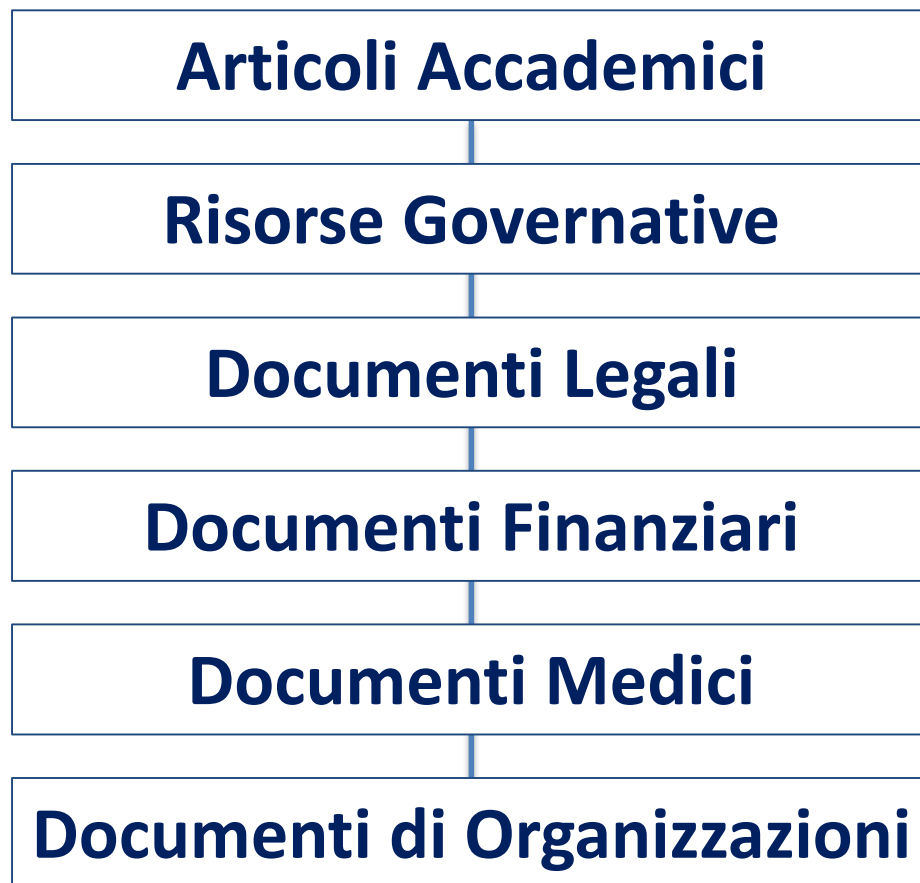 Articoli Accademici
Risorse Governative
Documenti Legali
Documenti Finanziari
Documenti Medici
Documenti di Organizzazioni